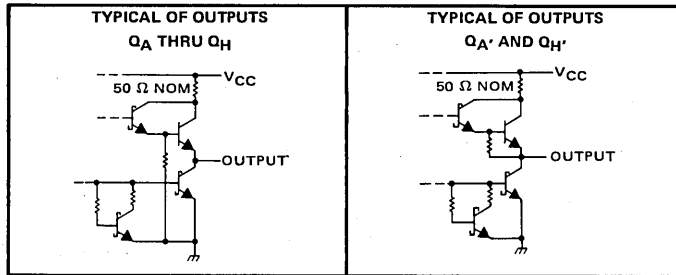 TYPICAL OF OUTPUTS
QA THRU QH
VCC
50 Ω NOM
OUTPUT
TYPICAL OF OUTPUTS
QA' AND QH'
VCC
50 Ω NOM
OUTPUT